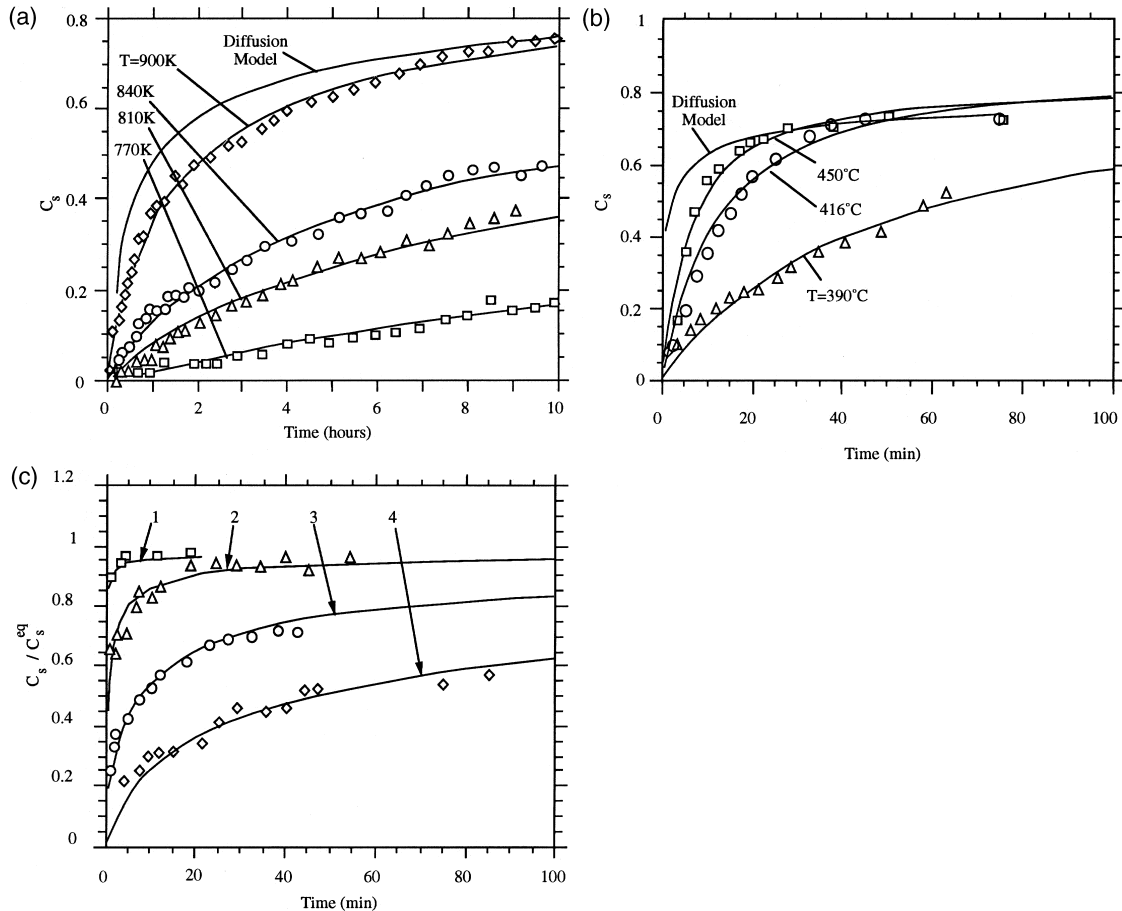 (a)
0.8
0.6
0.4
0.2
0
C_s
Diffusion
Model
T=900K
840K
810K
770K
0
2
4
6
8
10
Time (hours)
(b)
1
0.8
0.6
0.4
0.2
0
C_s
Diffusion
Model
450°C
416°C
T=390°C
0
20
40
60
80
100
Time (min)
(c)
1.2
1
0.8
0.6
0.4
0.2
0
C_s / C_s^eq
1
2
3
4
0
20
40
60
80
100
Time (min)